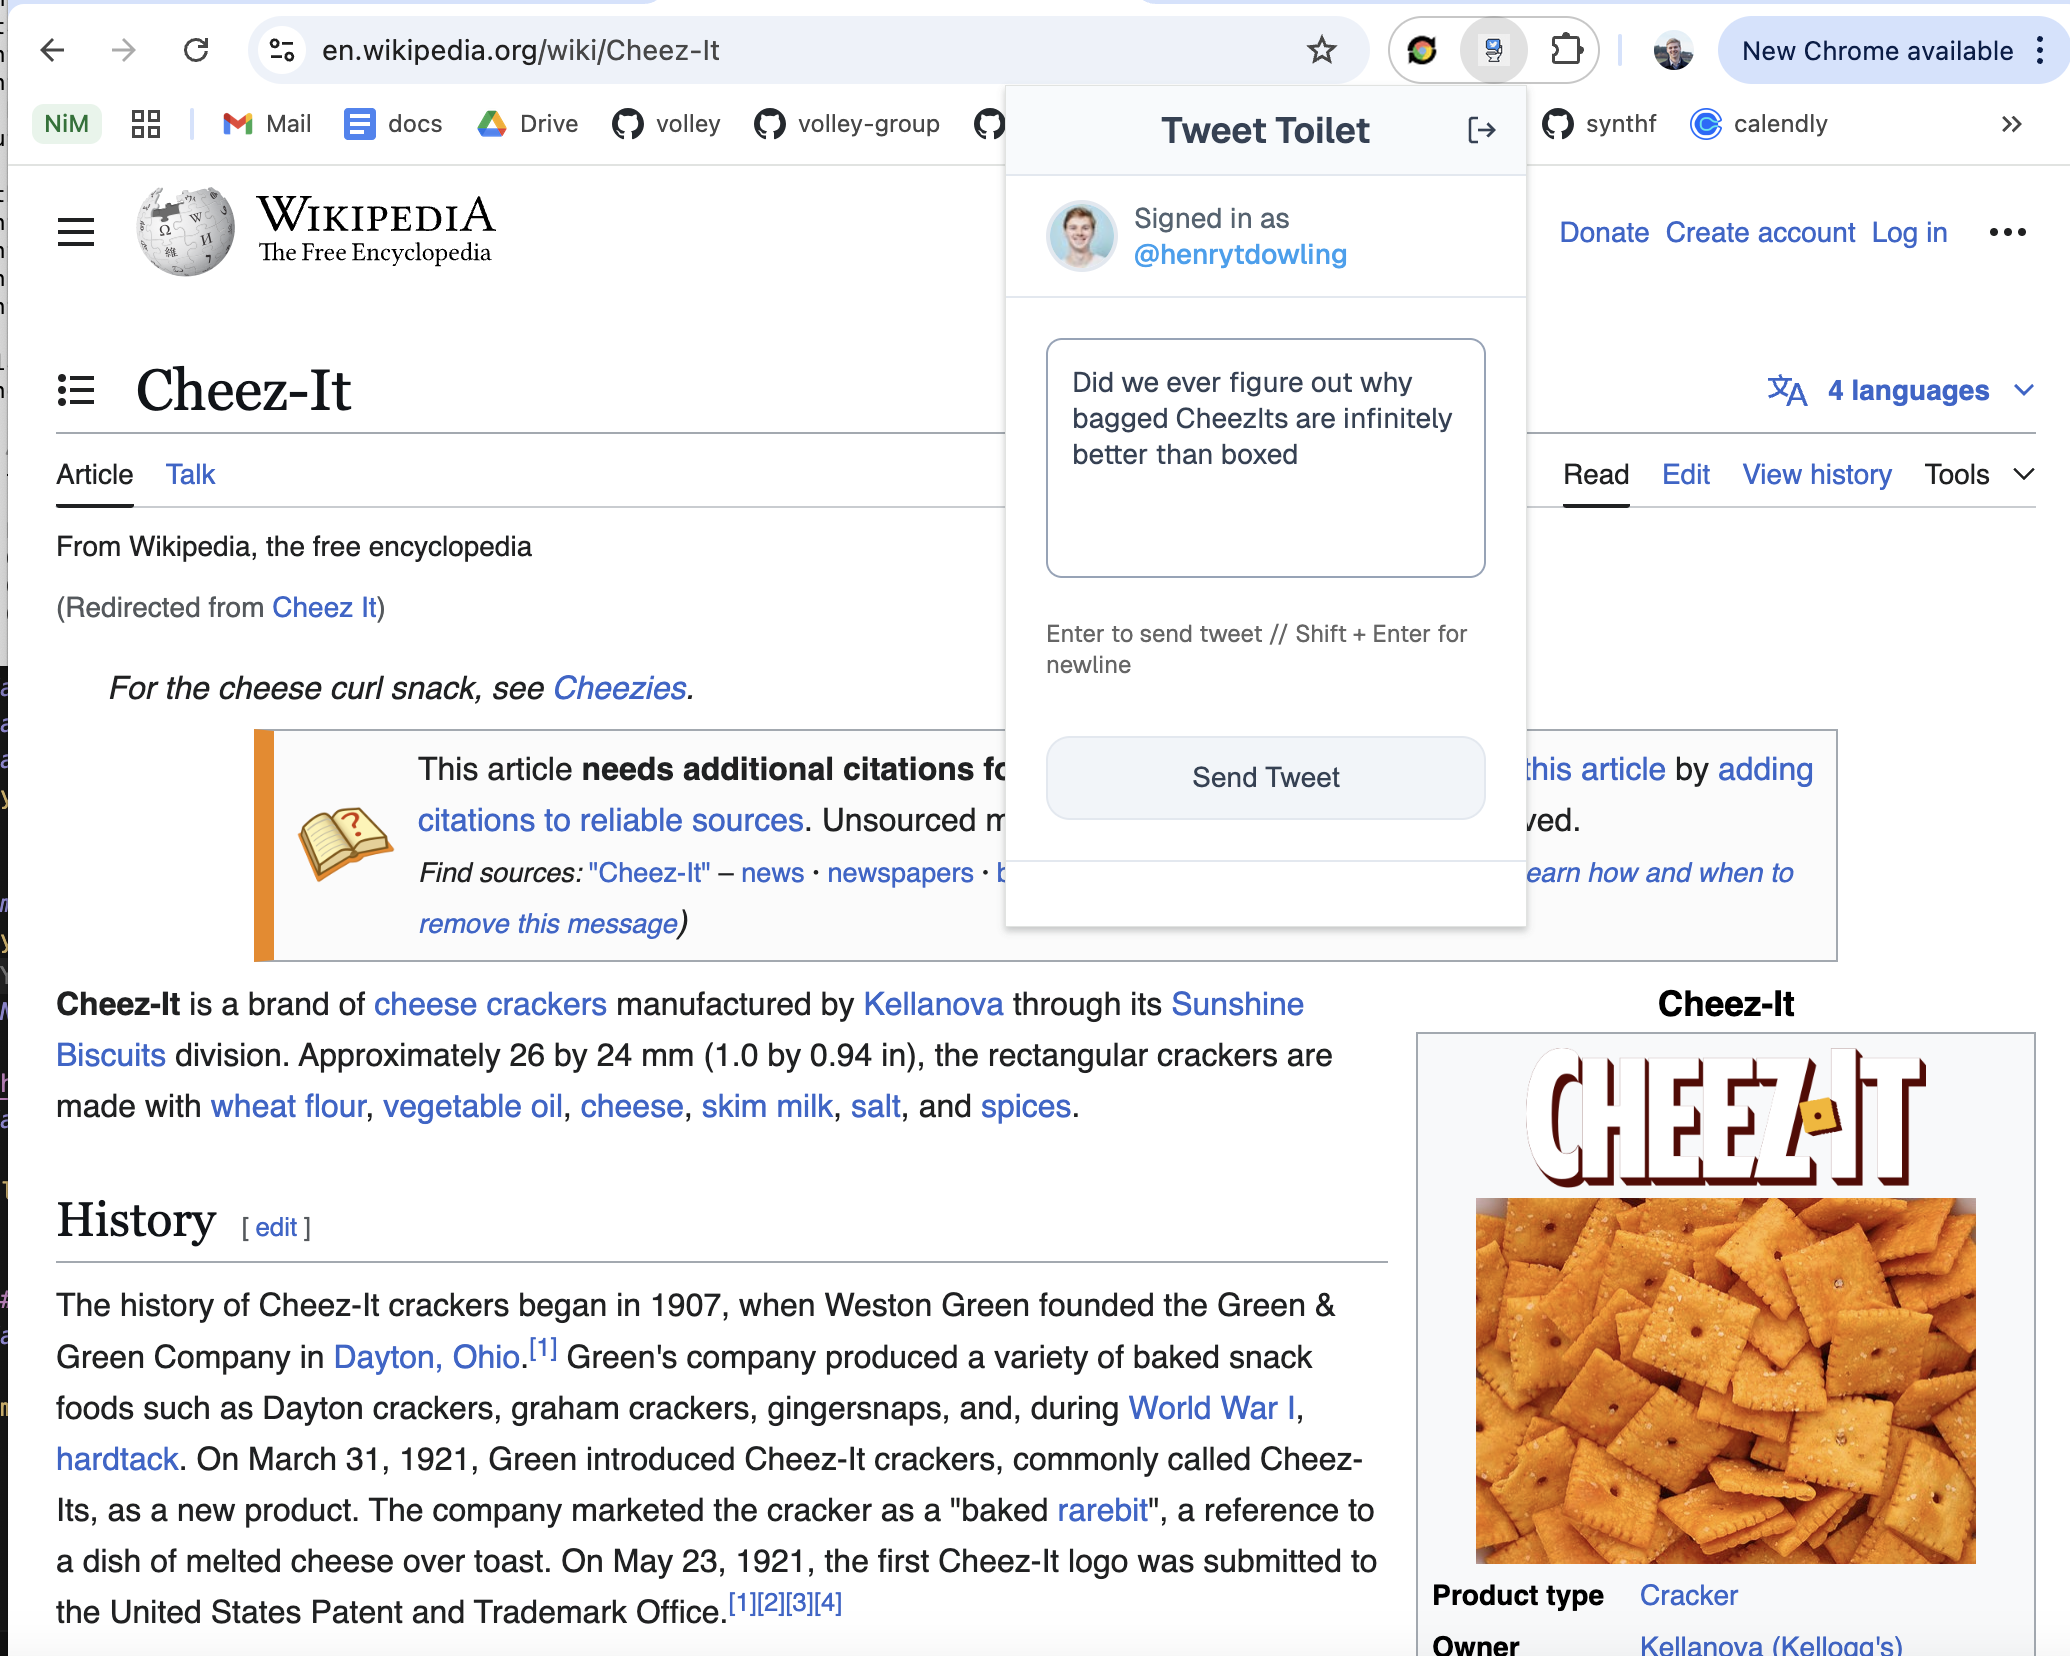 en.wikipedia.org/wiki/Cheez-It
New Chrome available
NiM
Mail
docs
Drive
volley
volley-group
synthf
calendly
Tweet Toilet
Signed in as
@henrytdowling
Did we ever figure out why
bagged CheezIts are infinitely
better than boxed
Enter to send tweet // Shift + Enter for
newline
Send Tweet
WIKIPEDIA
The Free Encyclopedia
Donate Create account Log in
Cheez-It
4 languages
Article Talk
Read Edit View history Tools
From Wikipedia, the free encyclopedia
(Redirected from Cheez It)
For the cheese curl snack, see Cheezies.
This article needs additional citations this article by adding
citations to reliable sources. Unsourced
Find sources: "Cheez-It" – news · newspapers · how and when to
remove this message)
Cheez-It is a brand of cheese crackers manufactured by Kellanova through its Sunshine
Biscuits division. Approximately 26 by 24 mm (1.0 by 0.94 in), the rectangular crackers are
made with wheat flour, vegetable oil, cheese, skim milk, salt, and spices.
History [ edit ]
The history of Cheez-It crackers began in 1907, when Weston Green founded the Green &
Green Company in Dayton, Ohio.[1] Green's company produced a variety of baked snack
foods such as Dayton crackers, graham crackers, gingersnaps, and, during World War I,
hardtack. On March 31, 1921, Green introduced Cheez-It crackers, commonly called Cheez-
Its, as a new product. The company marketed the cracker as a "baked rarebit", a reference to
a dish of melted cheese over toast. On May 23, 1921, the first Cheez-It logo was submitted to
the United States Patent and Trademark Office.[1][2][3][4]
Cheez-It
CHEEZ-IT
Product type Cracker
Owner Kellanova (Kellogg's)